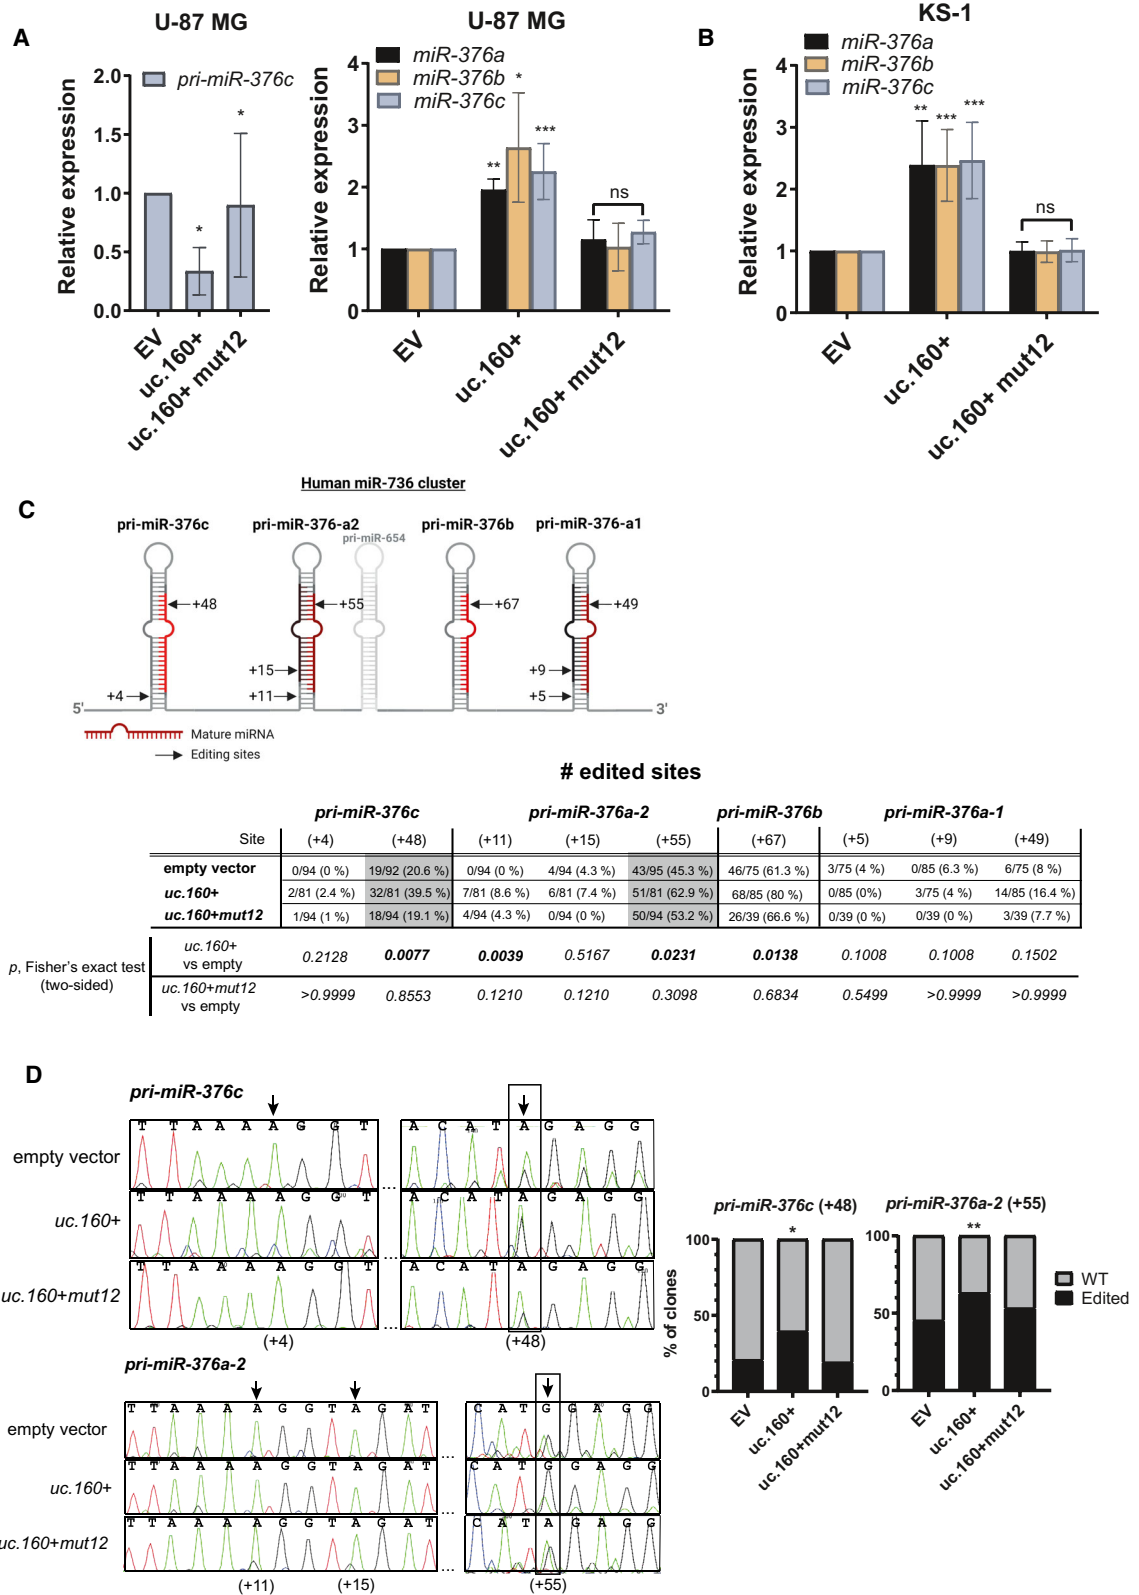 A
U-87 MG
Relative expression
2.0
1.5
1.0
0.5
0.0
pri-miR-376c
*
*
EV
uc.160+
uc.160+ mut12
U-87 MG
Relative expression
4
3
2
1
0
miR-376a
miR-376b
miR-376c
**
*
***
ns
EV
uc.160+
uc.160+ mut12
B
KS-1
Relative expression
4
3
2
1
0
miR-376a
miR-376b
miR-376c
**
***
***
ns
EV
uc.160+
uc.160+ mut12
C
Human miR-736 cluster
pri-miR-376c
pri-miR-376-a2
pri-miR-654
pri-miR-376b
pri-miR-376-a1
+48
+55
+67
+49
+15
+9
+4
+11
+5
5'
3'
Mature miRNA
Editing sites
# edited sites
pri-miR-376c pri-miR-376a-2 pri-miR-376b pri-miR-376a-1
Site (+4) (+48) (+11) (+15) (+55) (+67) (+5) (+9) (+49)
empty vector 0/94 (0 %) 19/92 (20.6 %) 0/94 (0 %) 4/94 (4.3 %) 43/95 (45.3 %) 46/75 (61.3 %) 3/75 (4 %) 0/85 (6.3 %) 6/75 (8 %)
uc.160+ 2/81 (2.4 %) 32/81 (39.5 %) 7/81 (8.6 %) 6/81 (7.4 %) 51/81 (62.9 %) 68/85 (80 %) 0/85 (0%) 3/75 (4 %) 14/85 (16.4 %)
uc.160+mut12 1/94 (1 %) 18/94 (19.1 %) 4/94 (4.3 %) 0/94 (0 %) 50/94 (53.2 %) 26/39 (66.6 %) 0/39 (0 %) 0/39 (0 %) 3/39 (7.7 %)
p, Fisher's exact test
(two-sided)
uc.160+
vs empty
0.2128 0.0077 0.0039 0.5167 0.0231 0.0138 0.1008 0.1008 0.1502
uc.160+mut12
vs empty
>0.9999 0.8553 0.1210 0.1210 0.3098 0.6834 0.5499 >0.9999 >0.9999
D
pri-miR-376c
empty vector
T T A A A A G G T ... A C A T A G A G G
uc.160+
T T A A A A G G T ... A C A T A G A G G
uc.160+mut12
T T A A A A G G T ... A C A T A G A G G
(+4)
(+48)
pri-miR-376a-2
empty vector
T T A A A A G G T A G A T ... C A T G G A G G
uc.160+
T T A A A A G G T A G A T ... C A T G G A G G
uc.160+mut12
T T A A A A G G T A G A T ... C A T A G A G G
(+11)
(+15)
(+55)
pri-miR-376c (+48)
*
% of clones
100
50
0
EV
uc.160+
uc.160+mut12
pri-miR-376a-2 (+55)
**
100
50
0
EV
uc.160+
uc.160+mut12
WT
Edited